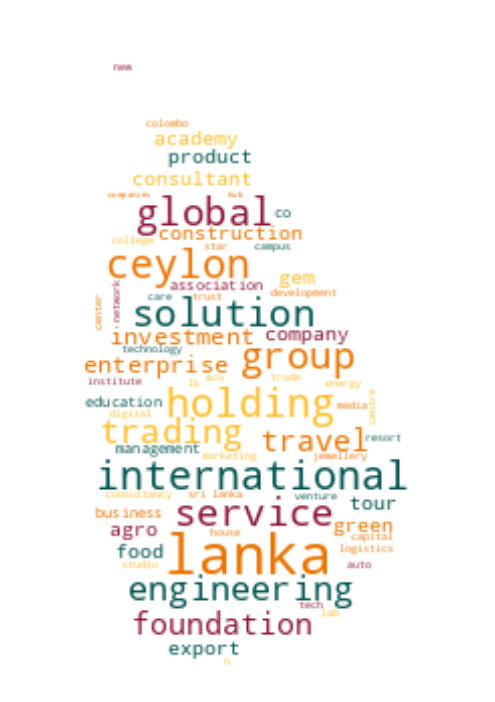 new
colombo
academy
product
consultant
companies hub
global co
construction
college star campus
ceylon
gem
association
network
care trust development
center
solution
investment company
technology
group
enterprise
institute lk eco trade energy
education holding media centre
digital
trading travel resort
management
marketing jewellery
international
consultancy sri lanka venture
tour
business service
agro green
house capital
food lanka logistics
studio auto
engineering
tech
lab
foundation
export
n